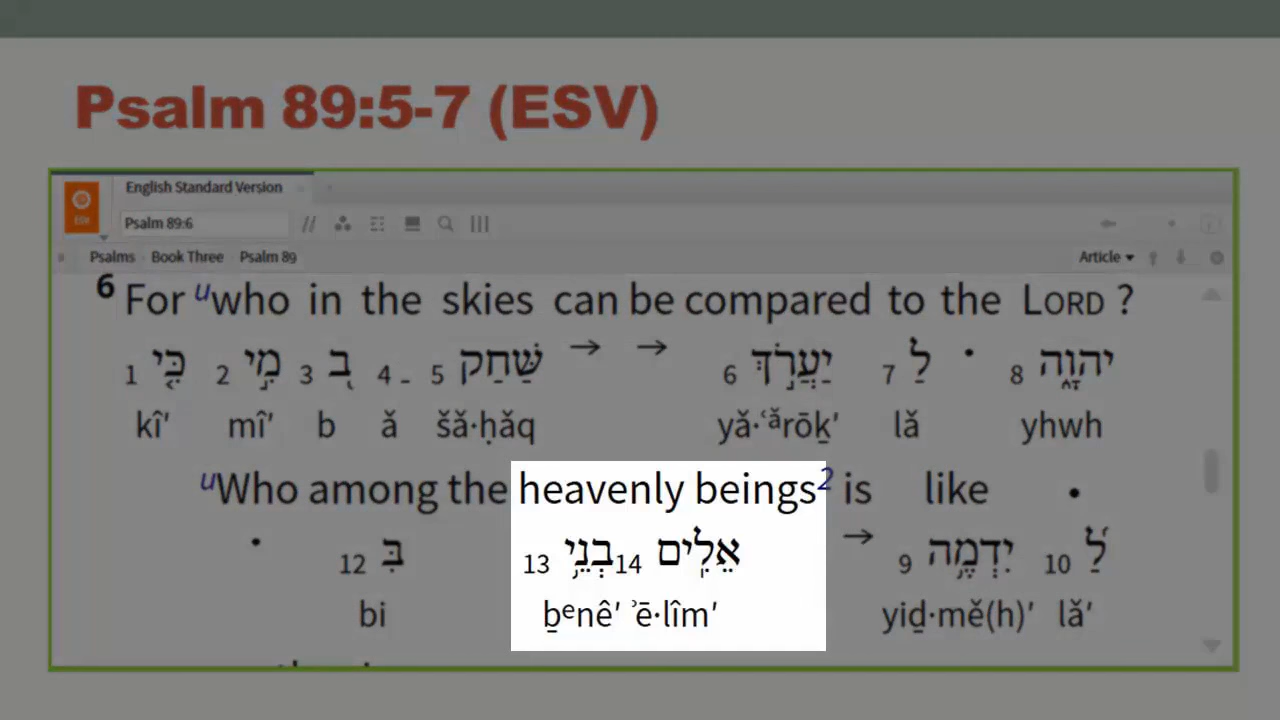 Psalm 89:5-7 (ESV)
English Standard Version
ESV
Psalm 89:6
Psalms Book Three Psalm 89 Article
6 For u who in the skies can be compared to the LORD ?
1 כִּ֤י 2 מִ֣י 3 בַ֭ 4 - 5 שַּׁחַק → → 6 יַעֲרֹ֣ךְ 7 לַ • 8 יהוָ֑ה
kî′ mî′ b ă šă·ḥăq yă·ʿărōḵ′ lă yhwh
u Who among the heavenly beings 2 is like •
• 12 בִּ 13 בְּנֵ֥י 14 אֵלִֽים → 9 יִדְמֶ֥ה 10 לַ֝
bi ḇenê′ ʾē·lîm′ yiḏ·mě(h)′ lă′